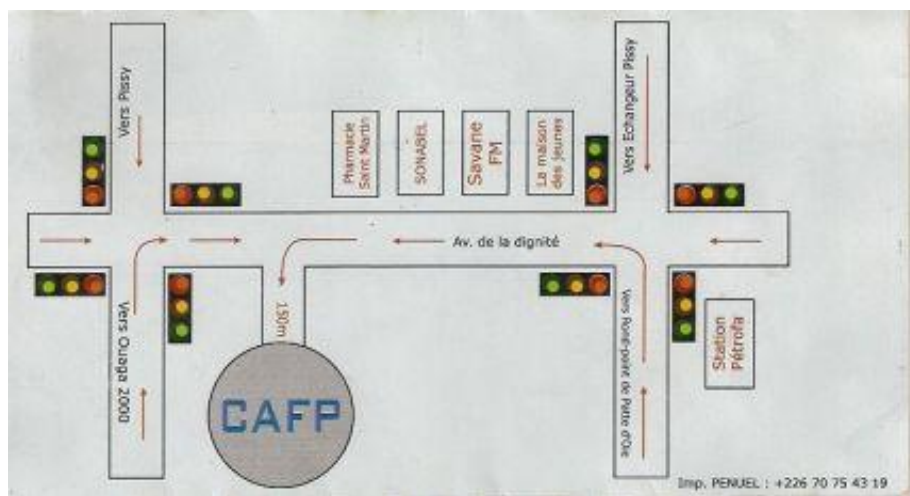 Vers Pissy
Pharmacie
Saint Martin
SONABEL
Savane
FM
La maison
des jeunes
Vers Echangeur Pissy
Av. de la dignité
Vers Ouaga 2000
150m
CAFP
Vers Rond-point de Patte d'Oie
Station
Pétrofa
Imp. PENUEL : +226 70 75 43 19